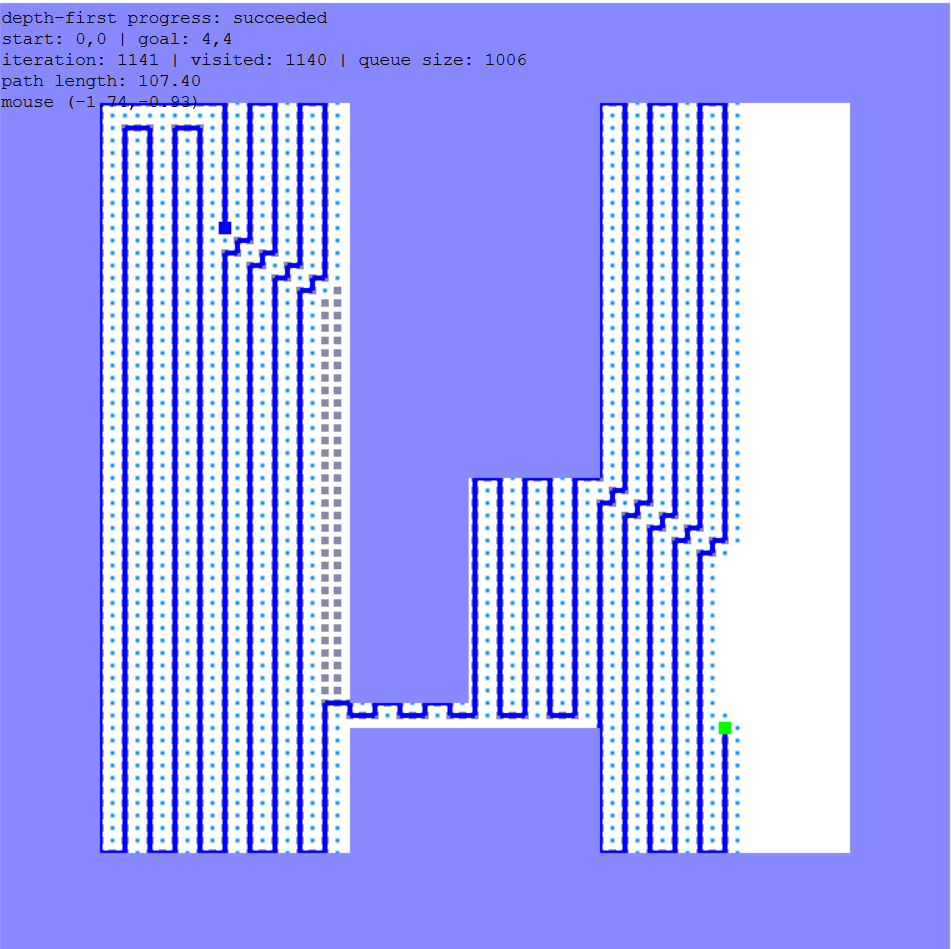 depth-first progress: succeeded
start: 0,0 | goal: 4,4
iteration: 1141 | visited: 1140 | queue size: 1006
path length: 107.40
mouse (-1.74,-0.93)